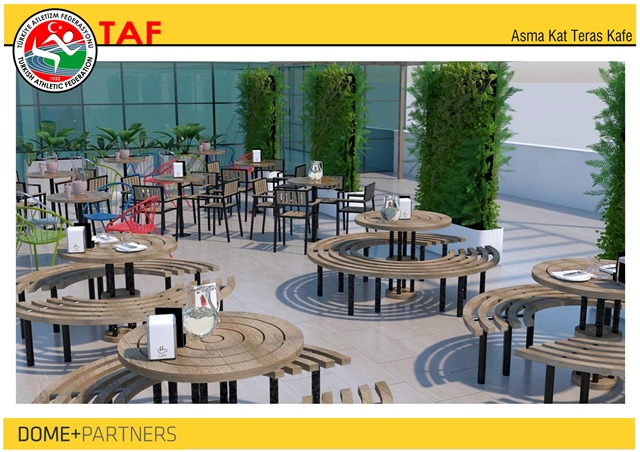 TÜRKİYE ATLETİZM FEDERASYONU
TURKISH ATHLETIC FEDERATION
1922
TAF
Asma Kat Teras Kafe
DOME+PARTNERS